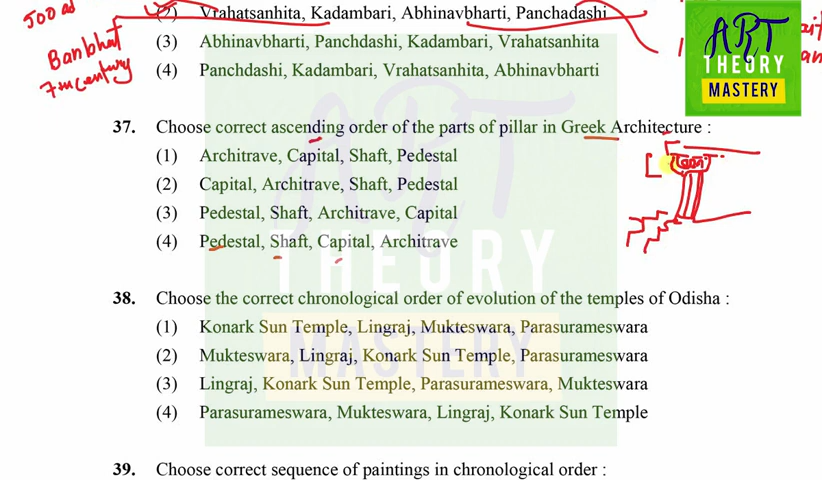 (2) Vrahatsanhita, Kadambari, Abhinavbharti, Panchadashi
500 ad
Banbhat
7th century
(3) Abhinavbharti, Panchdashi, Kadambari, Vrahatsanhita
(4) Panchdashi, Kadambari, Vrahatsanhita, Abhinavbharti
ART
THEORY
MASTERY
37. Choose correct ascending order of the parts of pillar in Greek Architecture :
(1) Architrave, Capital, Shaft, Pedestal
(2) Capital, Architrave, Shaft, Pedestal
(3) Pedestal, Shaft, Architrave, Capital
(4) Pedestal, Shaft, Capital, Architrave
ART
THEORY
MASTERY
38. Choose the correct chronological order of evolution of the temples of Odisha :
(1) Konark Sun Temple, Lingraj, Mukteswara, Parasurameswara
(2) Mukteswara, Lingraj, Konark Sun Temple, Parasurameswara
(3) Lingraj, Konark Sun Temple, Parasurameswara, Mukteswara
(4) Parasurameswara, Mukteswara, Lingraj, Konark Sun Temple
39. Choose correct sequence of paintings in chronological order :